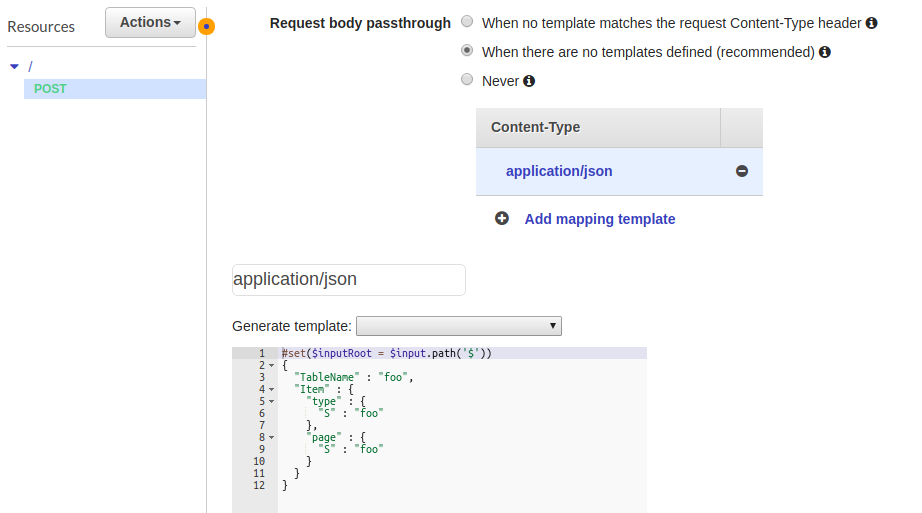 Resources
Actions
/
POST
Request body passthrough
When no template matches the request Content-Type header
When there are no templates defined (recommended)
Never
Content-Type
application/json
Add mapping template
application/json
Generate template:
1 #set($inputRoot = $input.path('$'))
2 {
3 "TableName" : "foo",
4 "Item" : {
5 "type" : {
6 "S" : "foo"
7 },
8 "page" : {
9 "S" : "foo"
10 }
11 }
12 }